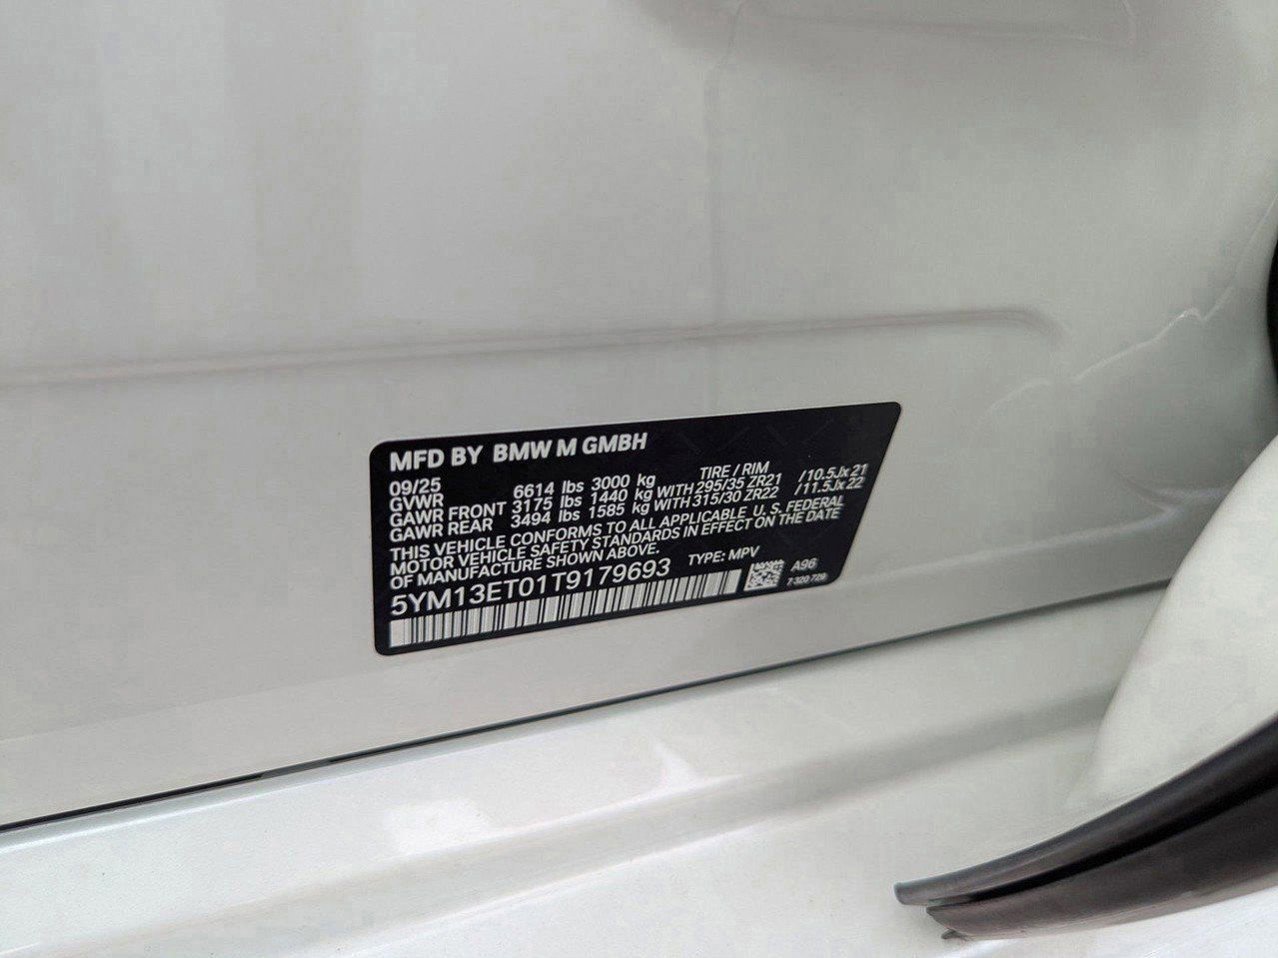 MFD BY BMW M GMBH
09/25 TIRE / RIM
GVWR 6614 lbs 3000 kg
GAWR FRONT 3175 lbs 1440 kg WITH 295/35 ZR21 /10.5Jx 21
GAWR REAR 3494 lbs 1585 kg WITH 315/30 ZR22 /11.5Jx 22
THIS VEHICLE CONFORMS TO ALL APPLICABLE U.S. FEDERAL
MOTOR VEHICLE SAFETY STANDARDS IN EFFECT ON THE DATE
OF MANUFACTURE SHOWN ABOVE.
TYPE: MPV
5YM13ET01T9179693
A96
7 320 729